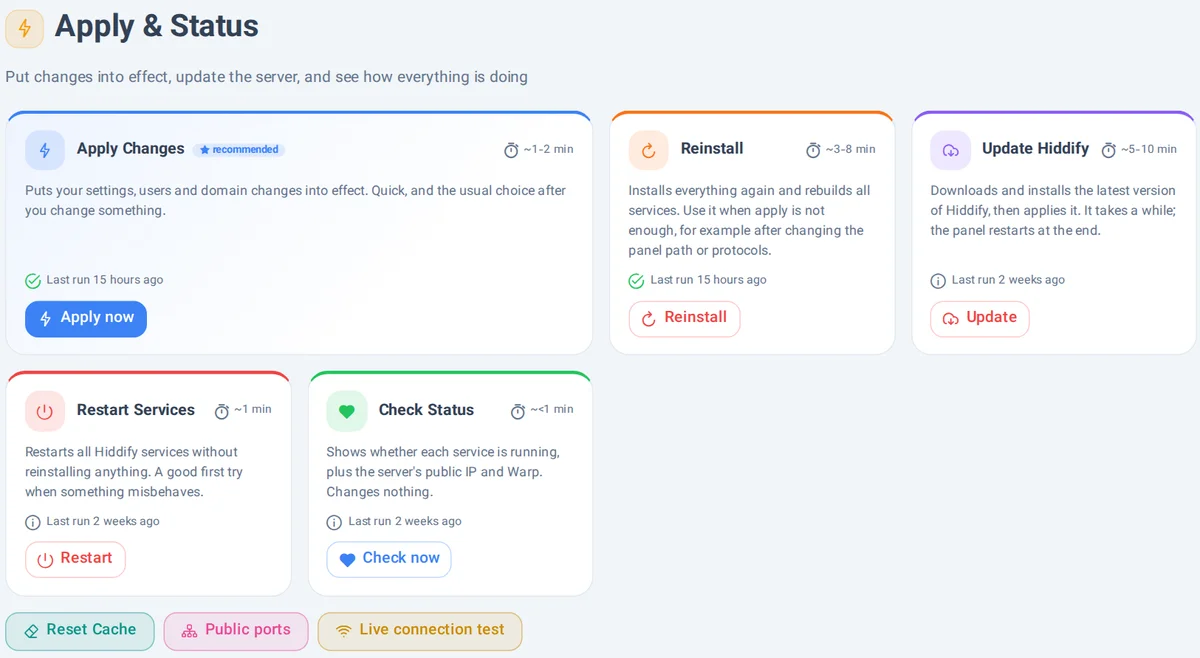 Apply & Status
Put changes into effect, update the server, and see how everything is doing
Apply Changes
recommended
~1-2 min
Puts your settings, users and domain changes into effect. Quick, and the usual choice after
you change something.
Last run 15 hours ago
Apply now
Reinstall
~3-8 min
Installs everything again and rebuilds all
services. Use it when apply is not
enough, for example after changing the
panel path or protocols.
Last run 15 hours ago
Reinstall
Update Hiddify
~5-10 min
Downloads and installs the latest version
of Hiddify, then applies it. It takes a while;
the panel restarts at the end.
Last run 2 weeks ago
Update
Restart Services
~1 min
Restarts all Hiddify services without
reinstalling anything. A good first try
when something misbehaves.
Last run 2 weeks ago
Restart
Check Status
~<1 min
Shows whether each service is running,
plus the server's public IP and Warp.
Changes nothing.
Last run 2 weeks ago
Check now
Reset Cache
Public ports
Live connection test